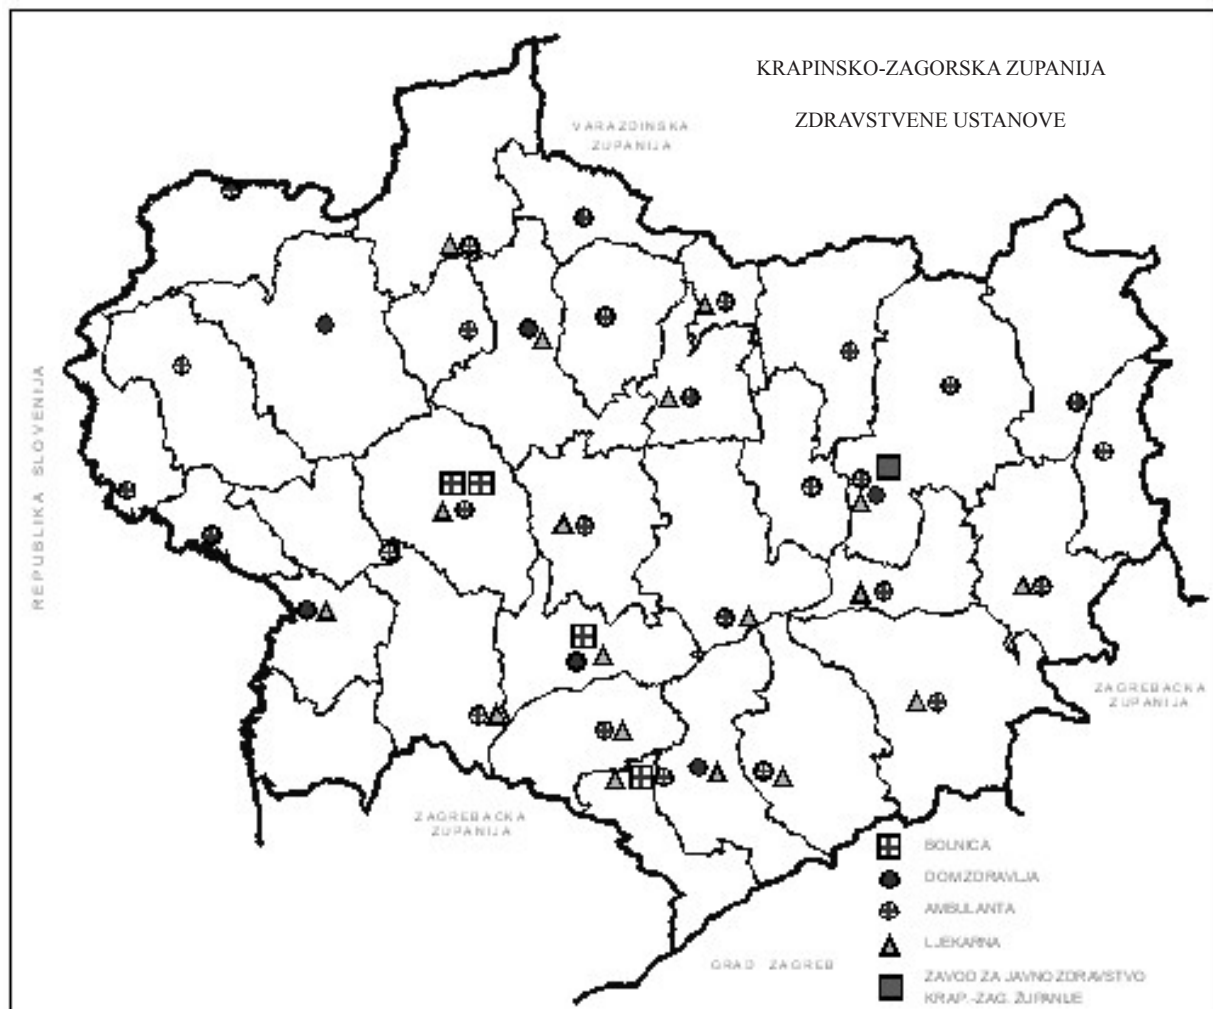 KRAPINSKO-ZAGORSKA ZUPANIJA
ZDRAVSTVENE USTANOVE
VARAZDINSKA
ZUPANIJA
REPUBLIKA SLOVENIJA
ZAGREBACKA
ZUPANIJA
ZAGREBACKA
ZUPANIJA
GRAD ZAGREB
BOLNICA
DOM ZDRAVLJA
AMBULANTA
LJEKARNA
ZAVOD ZA JAVNO ZDRAVSTVO
KRAP.-ZAG. ŽUPANIJE